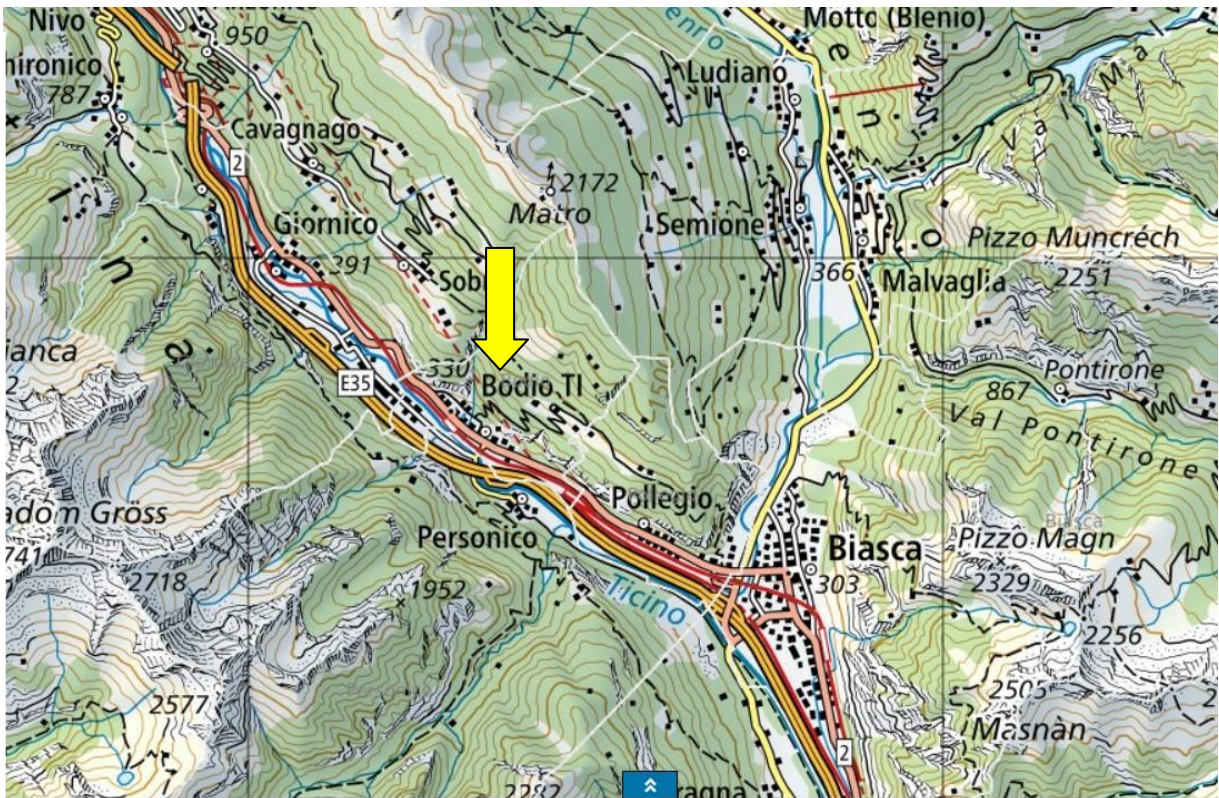 Nivo
950
Motto (Blenio)
787
Ludiano
Cavagnago
2
2172
Matro
Giornico
391
Semione
Pizzo Muncréch
2251
366
Malvaglia
E35
330
Bodio TI
Pontirone
867
Val Pontirone
Pollegio
Personico
Biasca
Pizzo Magn
2329
303
2718
1952
Ticino
2256
2577
2505
Masnàn
2
2282